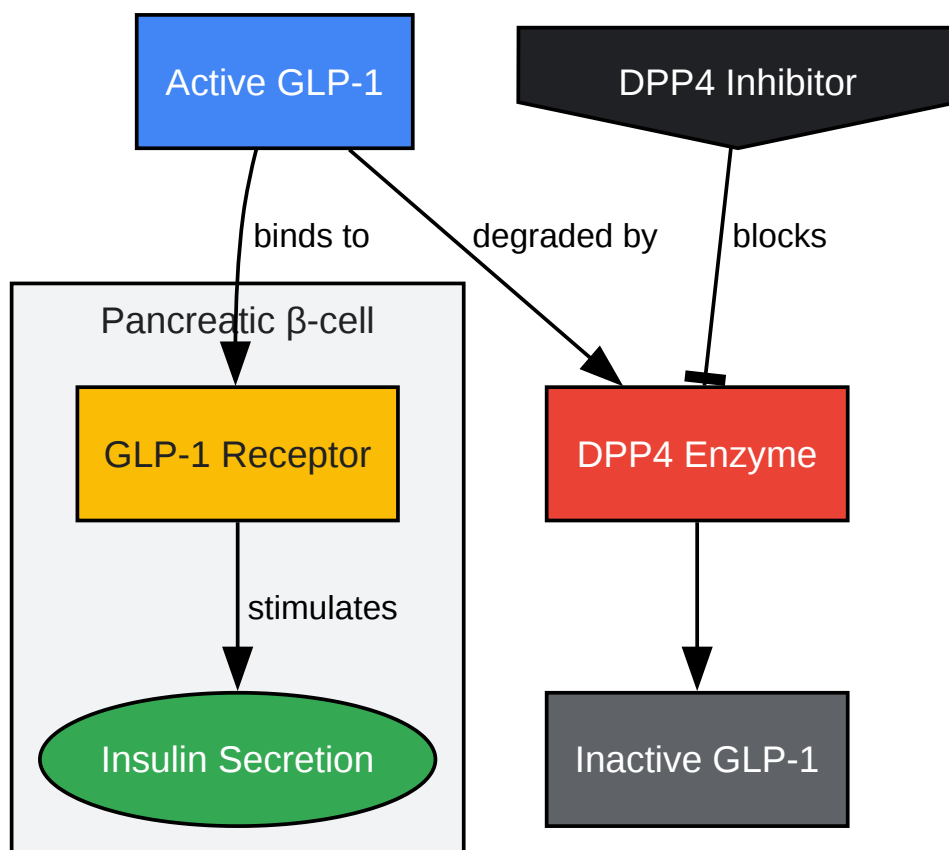 Active GLP-1
DPP4 Inhibitor
binds to
degraded by
blocks
Pancreatic β-cell
GLP-1 Receptor
DPP4 Enzyme
stimulates
Insulin Secretion
Inactive GLP-1